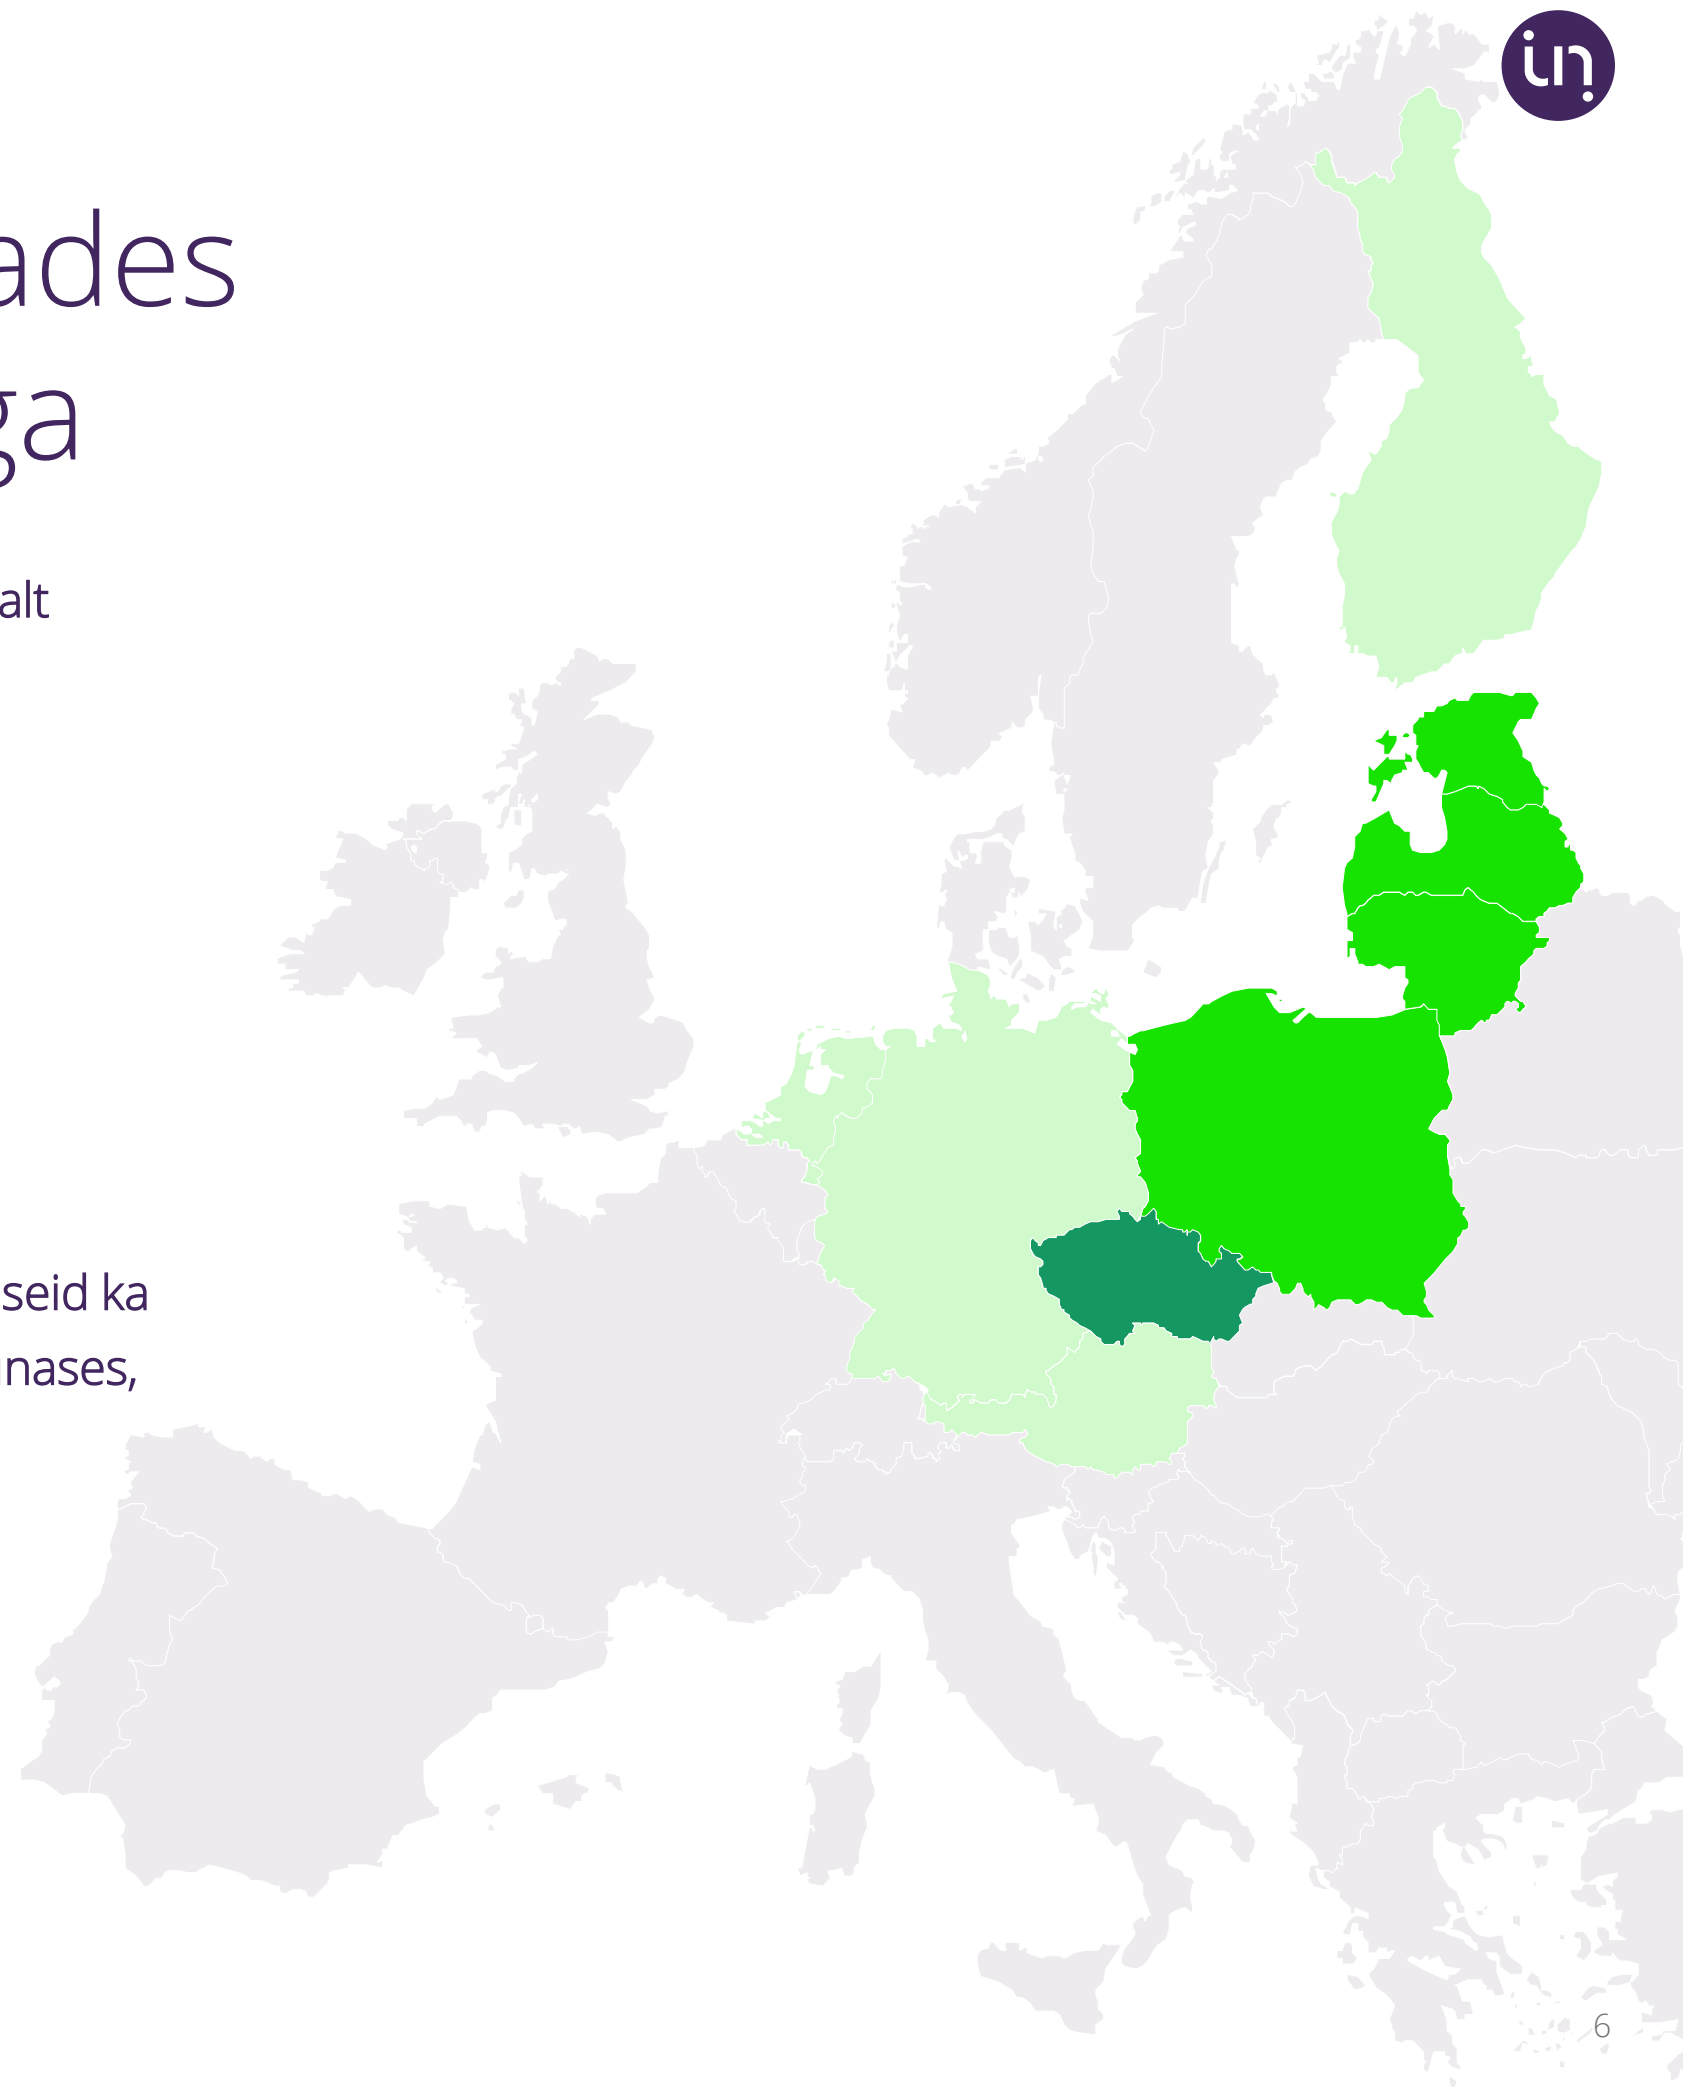 ades
ga
alt
seid ka
nases,
6